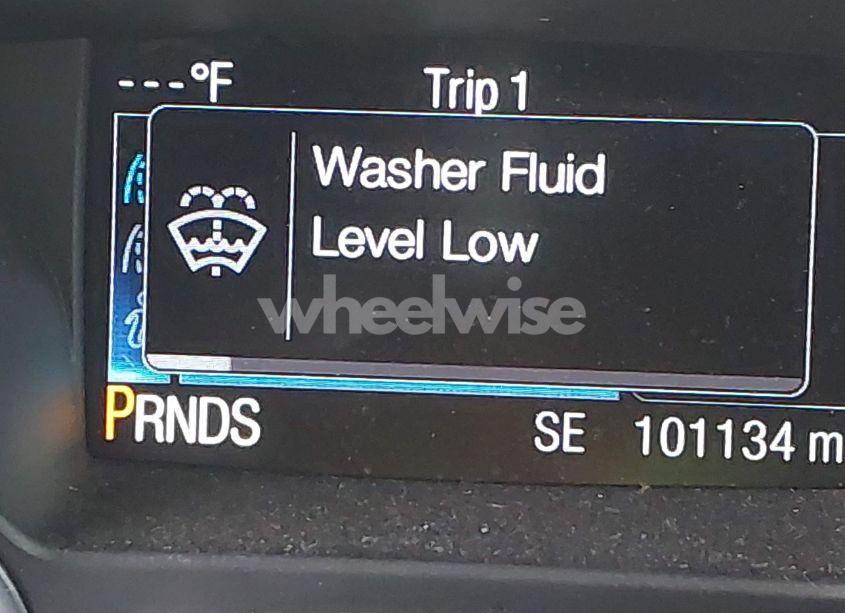 ---°F Trip 1
Washer Fluid
Level Low
wheelwise
PRNDS SE 101134 m